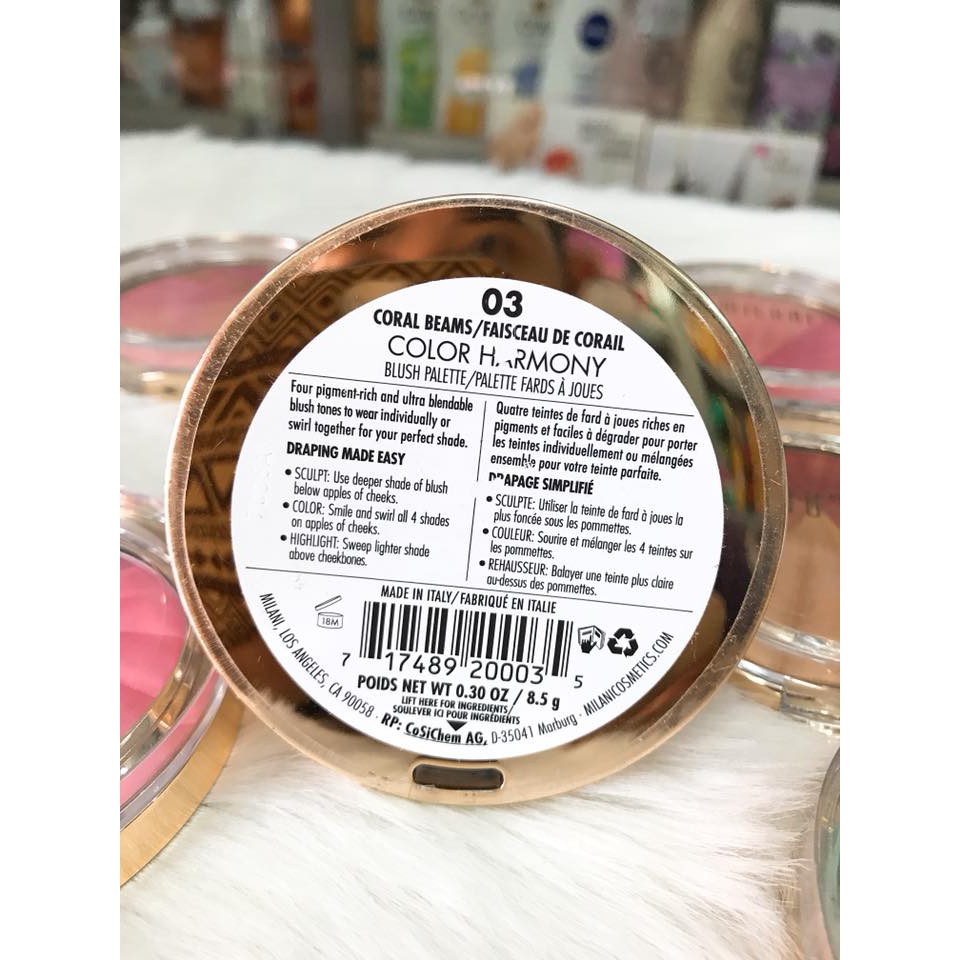 03
CORAL BEAMS/FAISCEAU DE CORAIL
COLOR HARMONY
BLUSH PALETTE/PALETTE FARDS À JOUES
Four pigment-rich and ultra blendable
blush tones to wear individually or
swirl together for your perfect shade.
DRAPING MADE EASY
• SCULPT: Use deeper shade of blush
below apples of cheeks.
• COLOR: Smile and swirl all 4 shades
on apples of cheeks.
• HIGHLIGHT: Sweep lighter shade
above cheekbones.
Quatre teintes de fard à joues riches en
pigments et faciles à dégrader pour porter
les teintes individuellement ou mélangées
ensemble pour votre teinte parfaite.
DRAPAGE SIMPLIFIÉ
• SCULPTE: Utiliser la teinte de fard à joues la
plus foncée sous les pommettes.
• COULEUR: Sourire et mélanger les 4 teintes sur
les pommettes.
• REHAUSSEUR: Balayer une teinte plus claire
au-dessus des pommettes.
MADE IN ITALY/FABRIQUÉ EN ITALIE
18M
7 17489 20003 5
POIDS NET WT 0.30 OZ / 8.5 g
LIFT HERE FOR INGREDIENTS/
SOULEVER ICI POUR INGRÉDIENTS
MILANI, LOS ANGELES, CA 90058 · RP: CoSiChem AG, D-35041 Marburg · MILANICOSMETICS.COM